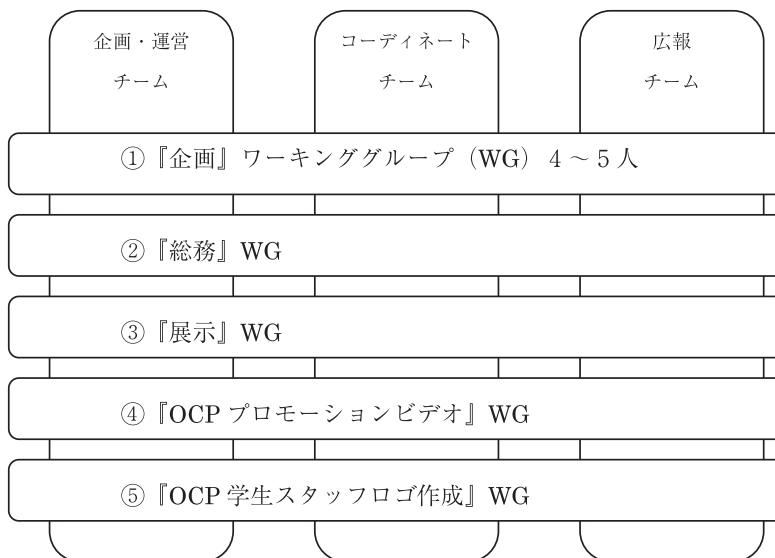 企画・運営
チーム
コーディネート
チーム
広報
チーム
①『企画』ワーキンググループ（WG）４～５人
②『総務』WG
③『展示』WG
④『OCP プロモーションビデオ』WG
⑤『OCP 学生スタッフロゴ作成』WG